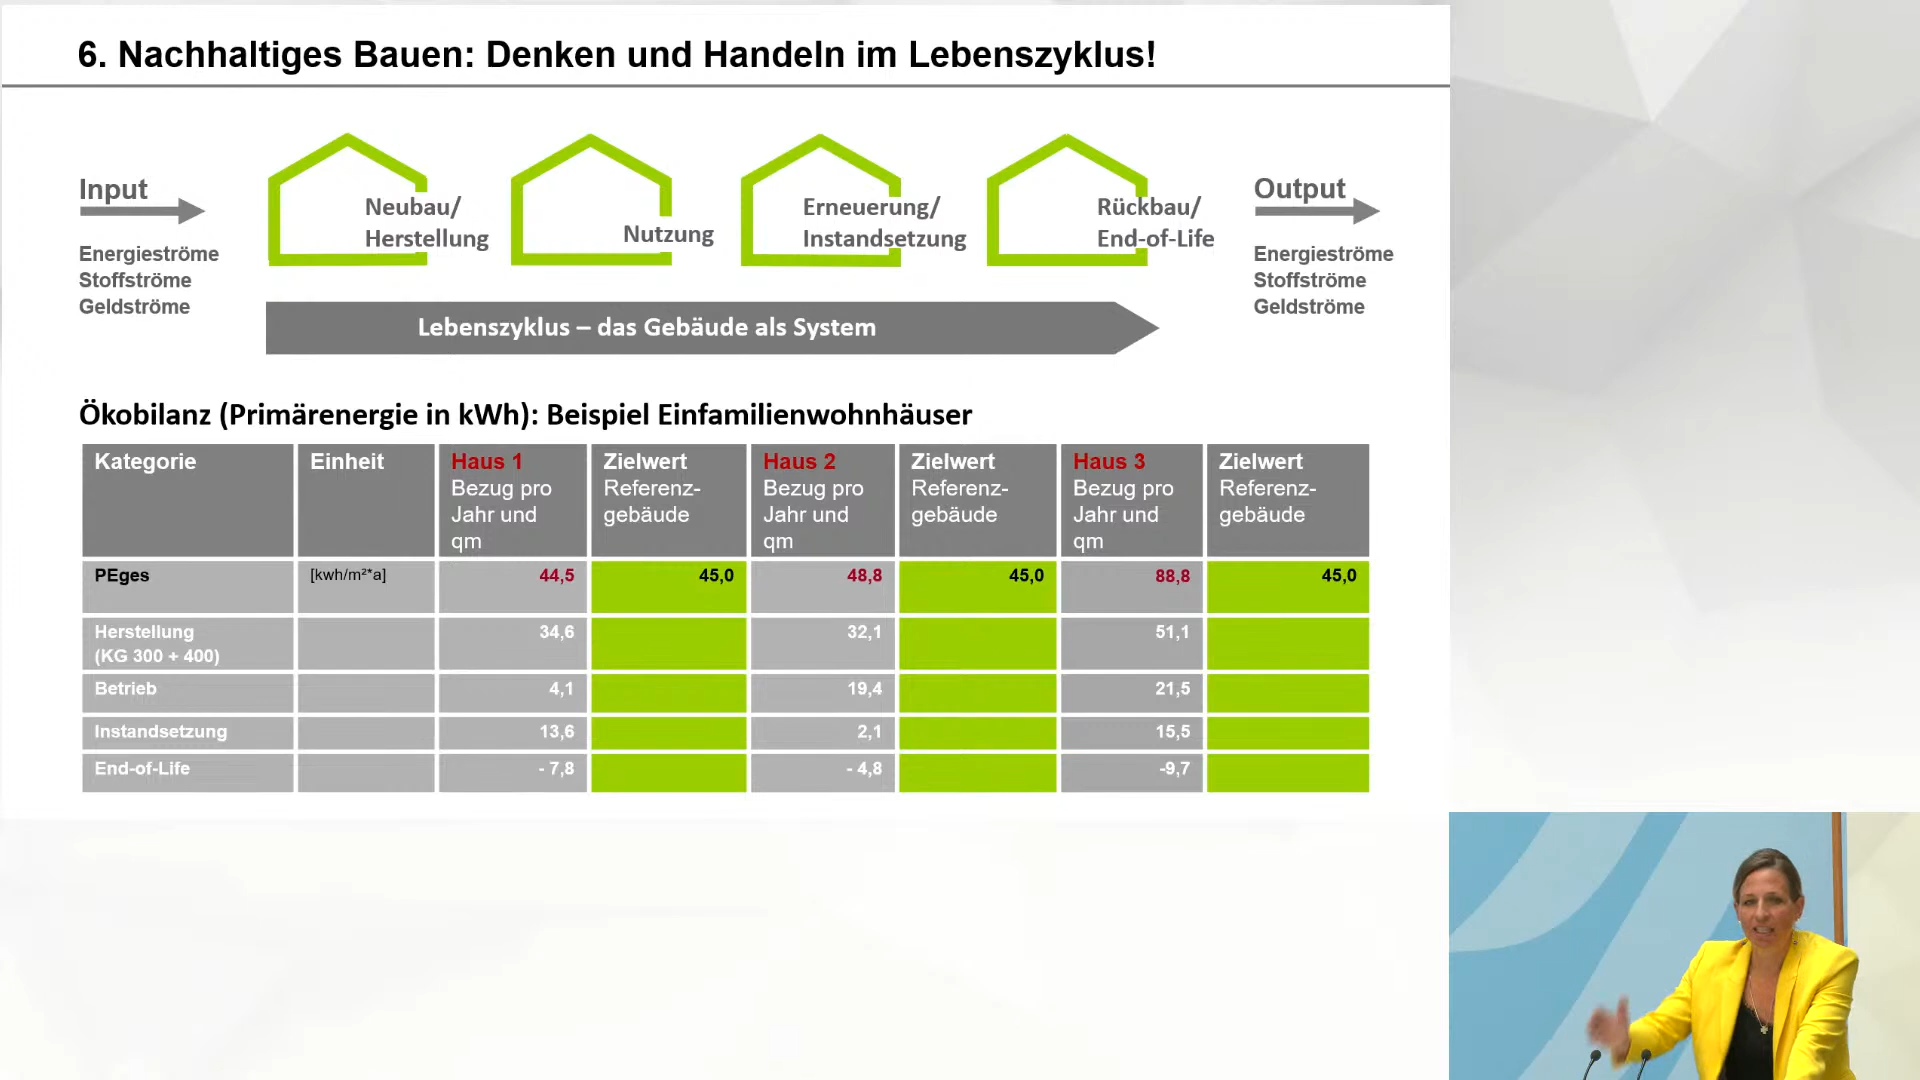 6. Nachhaltiges Bauen: Denken und Handeln im Lebenszyklus!
Input
Energieströme
Stoffströme
Geldströme
Neubau/
Herstellung
Nutzung
Erneuerung/
Instandsetzung
Rückbau/
End-of-Life
Output
Energieströme
Stoffströme
Geldströme
Lebenszyklus – das Gebäude als System
Ökobilanz (Primärenergie in kWh): Beispiel Einfamilienwohnhäuser
Kategorie
Einheit
Haus 1
Bezug pro
Jahr und
qm
Zielwert
Referenz-
gebäude
Haus 2
Bezug pro
Jahr und
qm
Zielwert
Referenz-
gebäude
Haus 3
Bezug pro
Jahr und
qm
Zielwert
Referenz-
gebäude
PEges [kwh/m²*a] 44,5 45,0 48,8 45,0 88,8 45,0
Herstellung 34,6 32,1 51,1
(KG 300 + 400)
Betrieb 4,1 19,4 21,5
Instandsetzung 13,6 2,1 15,5
End-of-Life - 7,8 - 4,8 -9,7